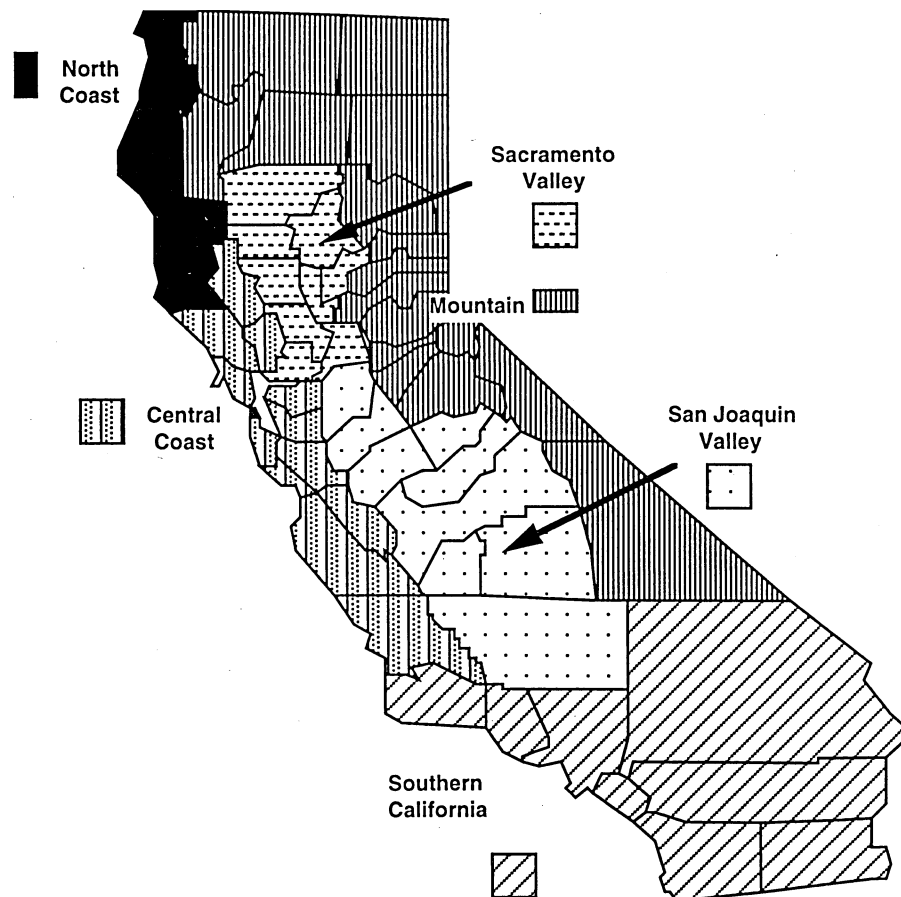 North
Coast
Sacramento
Valley
Mountain
Central
Coast
San Joaquin
Valley
Southern
California